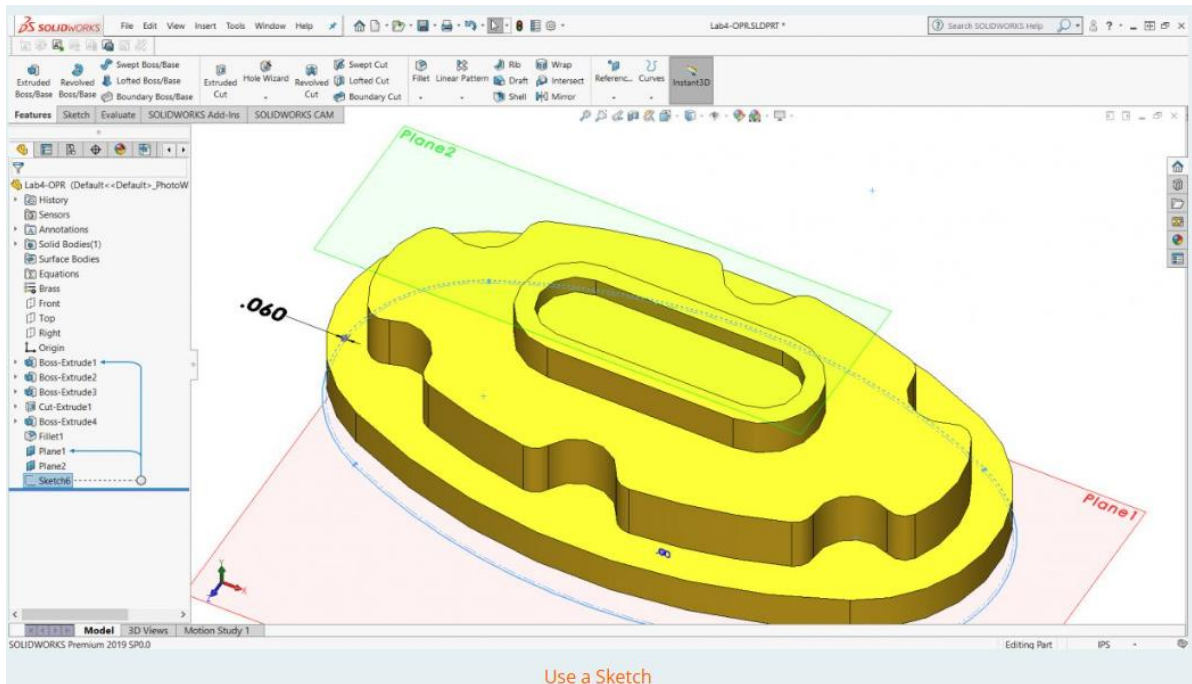 SOLIDWORKS File Edit View Insert Tools Window Help Lab4-OPR.SLDPRT * Search SOLIDWORKS Help ?
Extruded Boss/Base
Revolved Boss/Base
Swept Boss/Base
Lofted Boss/Base
Boundary Boss/Base
Extruded Cut
Hole Wizard
Revolved Cut
Swept Cut
Lofted Cut
Boundary Cut
Fillet
Linear Pattern
Rib
Draft
Shell
Wrap
Intersect
Mirror
Referenc...
Curves
Instant3D
Features Sketch Evaluate SOLIDWORKS Add-Ins SOLIDWORKS CAM
Lab4-OPR (Default<<Default>_PhotoW
History
Sensors
Annotations
Solid Bodies(1)
Surface Bodies
Equations
Brass
Front
Top
Right
Origin
Boss-Extrude1
Boss-Extrude2
Boss-Extrude3
Cut-Extrude1
Boss-Extrude4
Fillet1
Plane1
Plane2
Sketch6
Plane2
.060
Plane1
Model 3D Views Motion Study 1
SOLIDWORKS Premium 2019 SP0.0 Editing Part IPS -
Use a Sketch